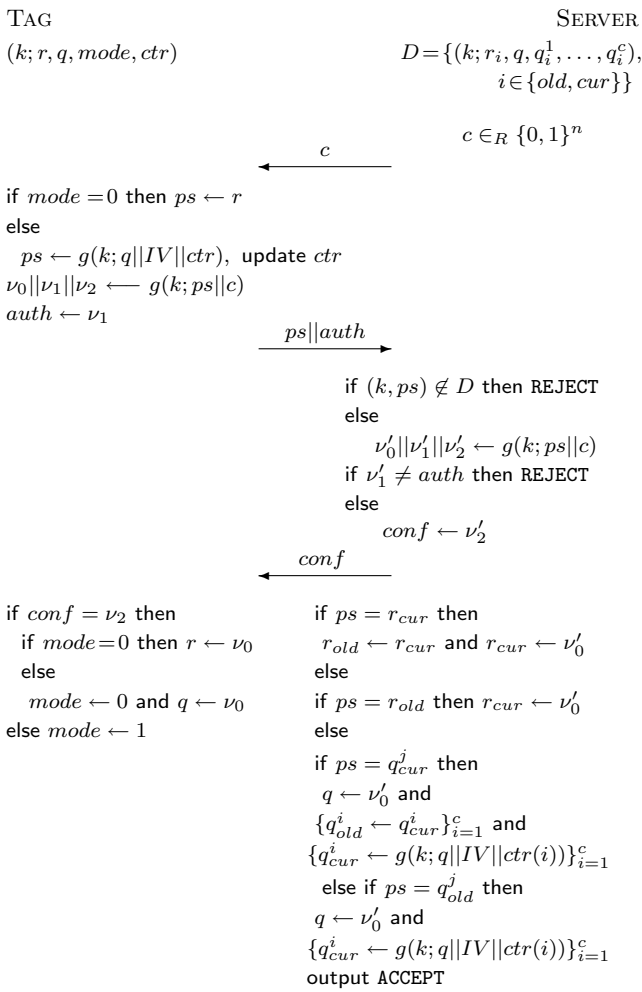 TAG
SERVER
(k; r, q, mode, ctr)
D={(k; r_i, q, q_i^1, . . . , q_i^c),
i∈{old, cur}}
c ∈_R {0, 1}^n
c
if mode =0 then ps ← r
else
ps ← g(k; q||IV||ctr), update ctr
ν_0||ν_1||ν_2 ⟵ g(k; ps||c)
auth ← ν_1
ps||auth
if (k, ps) ∉ D then REJECT
else
ν′_0||ν′_1||ν′_2 ← g(k; ps||c)
if ν′_1 ≠ auth then REJECT
else
conf ← ν′_2
conf
if conf = ν_2 then
if mode=0 then r ← ν_0
else
mode ← 0 and q ← ν_0
else mode ← 1
if ps = r_cur then
r_old ← r_cur and r_cur ← ν′_0
else
if ps = r_old then r_cur ← ν′_0
else
if ps = q_cur^j then
q ← ν′_0 and
{q_old^i ← q_cur^i}_{i=1}^c and
{q_cur^i ← g(k; q||IV||ctr(i))}_{i=1}^c
else if ps = q_old^j then
q ← ν′_0 and
{q_cur^i ← g(k; q||IV||ctr(i))}_{i=1}^c
output ACCEPT